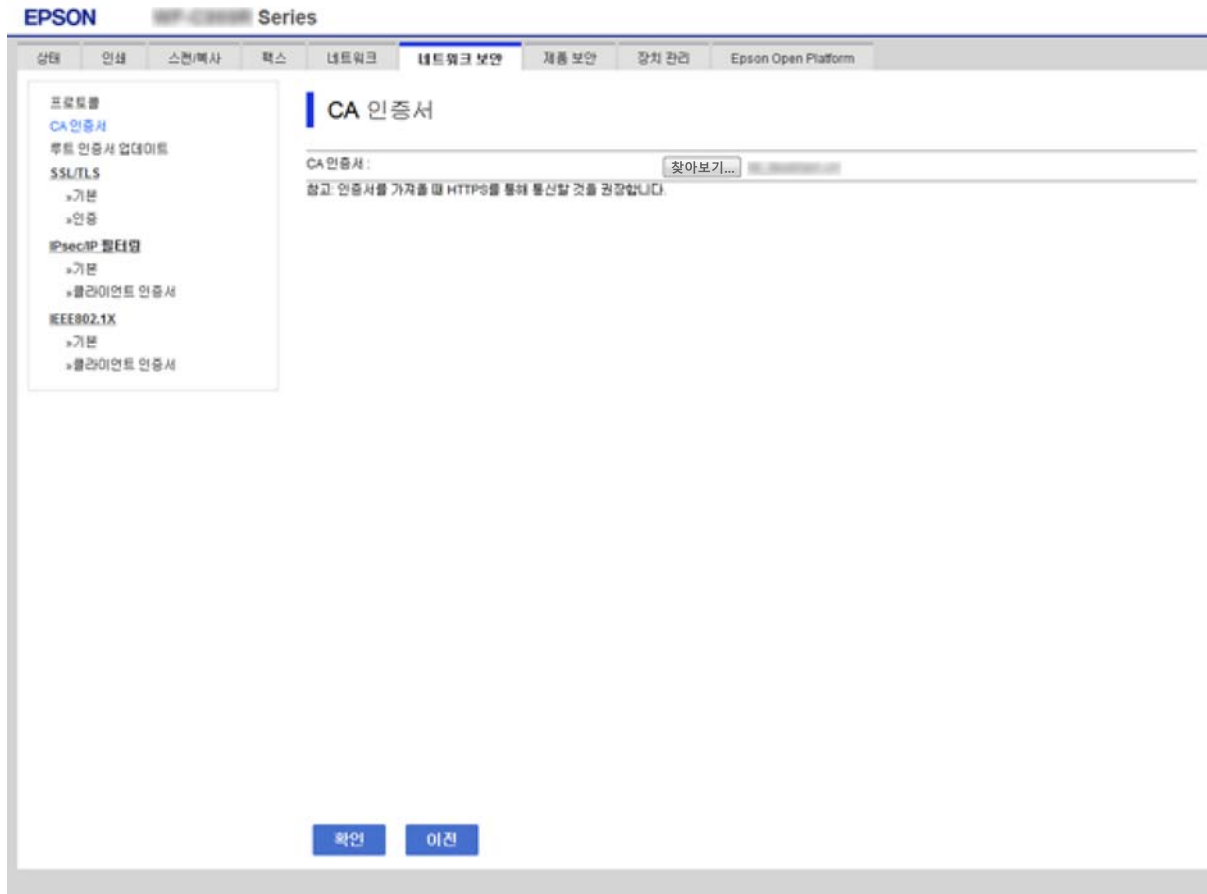 EPSON Series
상태 인쇄 스캔/복사 팩스 네트워크 네트워크 보안 제품 보안 장치 관리 Epson Open Platform
프로토콜
CA 인증서
루트 인증서 업데이트
SSL/TLS
»기본
»인증
IPsec/IP 필터링
»기본
»클라이언트 인증서
IEEE802.1X
»기본
»클라이언트 인증서
CA 인증서
CA 인증서 : 찾아보기...
참고: 인증서를 가져올 때 HTTPS를 통해 통신할 것을 권장합니다.
확인 이전